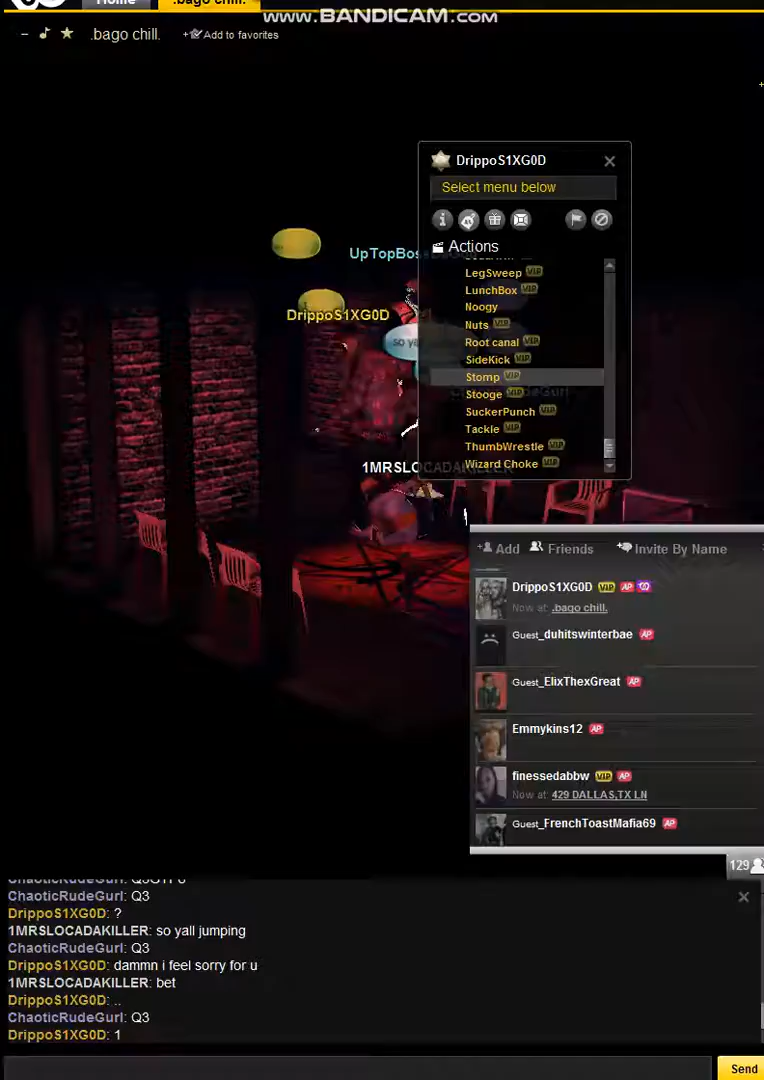 Home
.bago chill.
www.BANDICAM.com
.bago chill.
+Add to favorites
DrippoS1XG0D
Select menu below
Actions
UpTopBos
DrippoS1XG0D
so ya
LegSweep VIP
LunchBox VIP
Noogy
Nuts VIP
Root canal VIP
SideKick VIP
Stomp VIP
Stooge VIP
SuckerPunch VIP
Tackle VIP
ThumbWrestle VIP
Wizard Choke VIP
1MRSLOCADAKILLER
+ Add
Friends
+ Invite By Name
DrippoS1XG0D VIP AP
Now at: .bago chill.
Guest_duhitswinterbae AP
Guest_ElixThexGreat AP
Emmykins12 AP
finessedabbw VIP AP
Now at: 429 DALLAS,TX LN
Guest_FrenchToastMafia69 AP
129
ChaoticRudeGurl: Q3
DrippoS1XG0D: ?
1MRSLOCADAKILLER: so yall jumping
ChaoticRudeGurl: Q3
DrippoS1XG0D: dammn i feel sorry for u
1MRSLOCADAKILLER: bet
DrippoS1XG0D: ..
ChaoticRudeGurl: Q3
DrippoS1XG0D: 1
Send